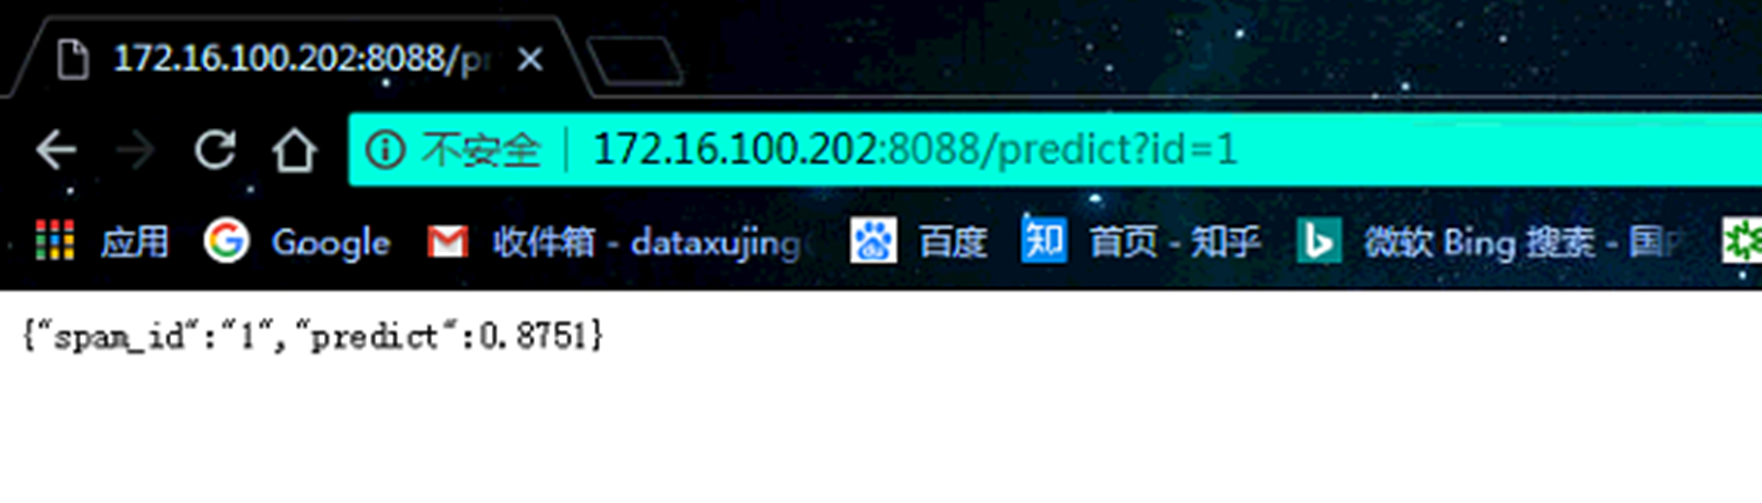 172.16.100.202:8088/pr
不安全 172.16.100.202:8088/predict?id=1
应用 Google 收件箱 - dataxujing 百度 知 首页 - 知乎 b 微软 Bing 搜索 - 国内
{"spam_id":"1","predict":0.8751}